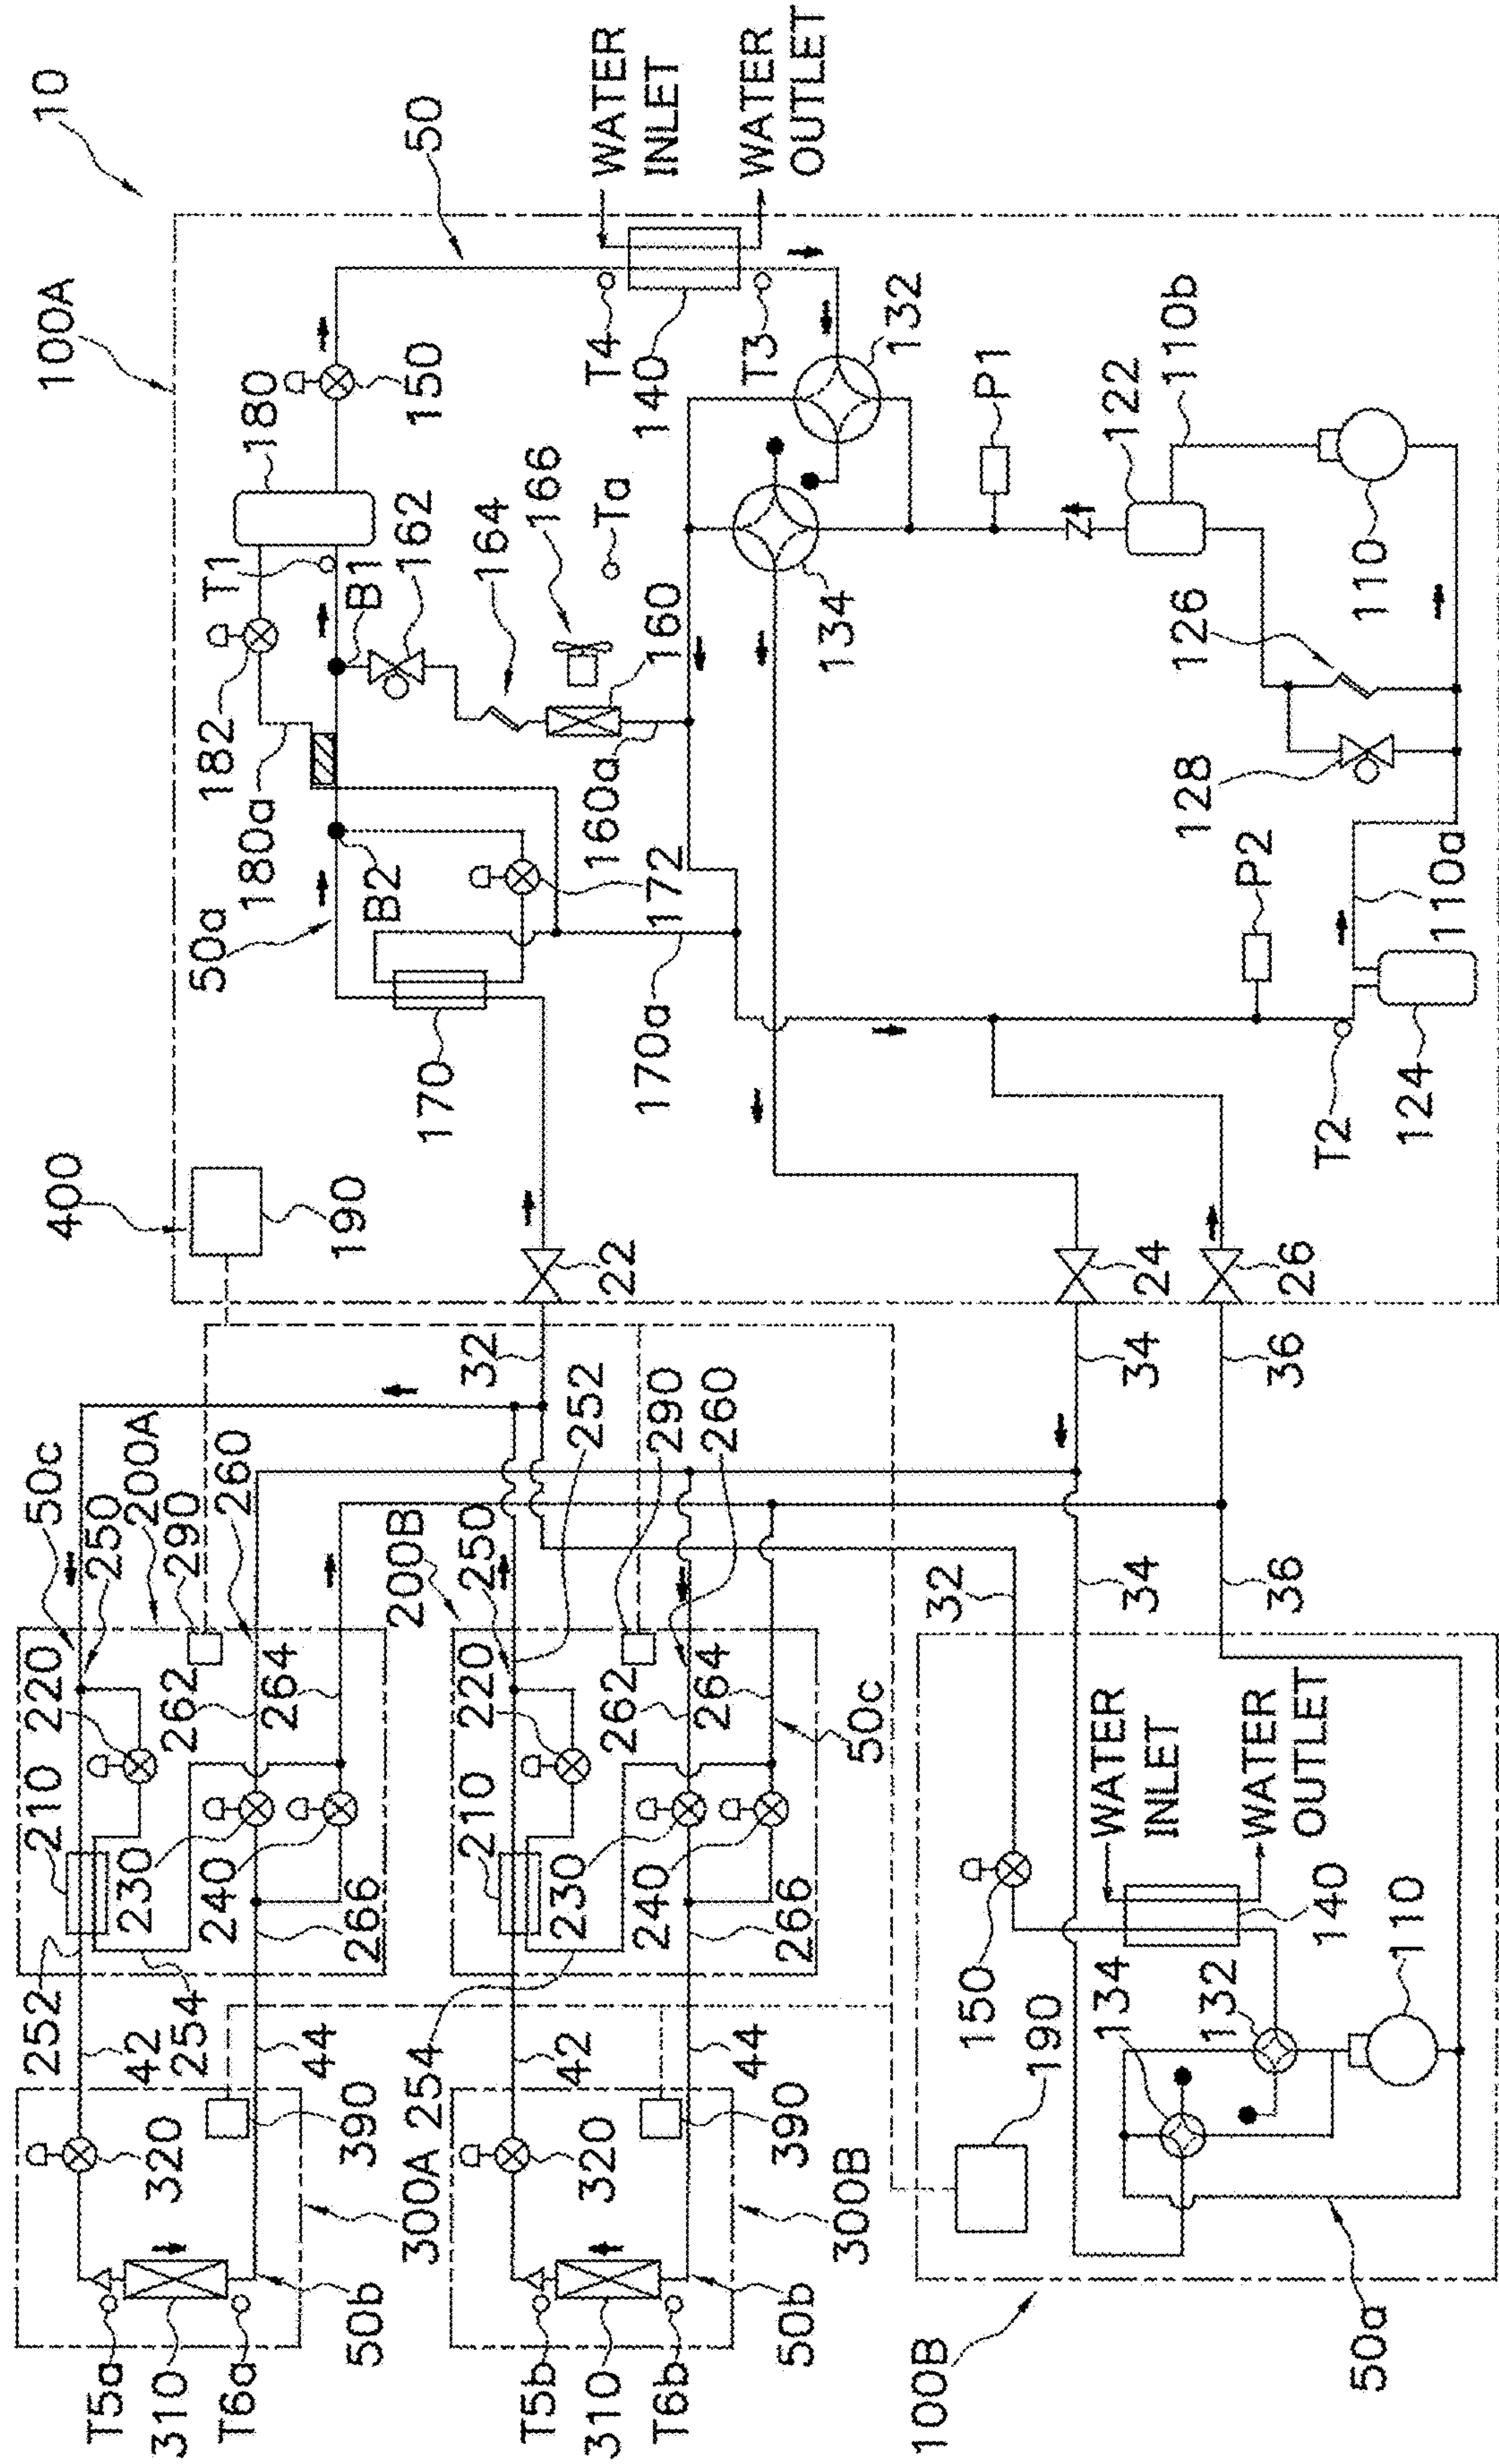 10
100A
400
50c
200A
250
290
260
220
210
252
42
254
262
264
230
240
266
44
320
390
T5a
310
T6a
50b
300A
190
50a
180a
182
T1
180
B2
B1
162
150
50
170
172
170a
164
166
160
160a
Ta
T4
140
T3
WATER
INLET
WATER
OUTLET
132
134
P1
122
110b
126
128
110
P2
110a
T2
124
22
24
26
32
34
36
252
290
260
200B
250
220
210
262
264
50c
230
240
266
254
42
44
320
390
T5b
310
T6b
50b
300B
32
34
36
WATER
INLET
WATER
OUTLET
150
140
190
134
132
110
100B
50a